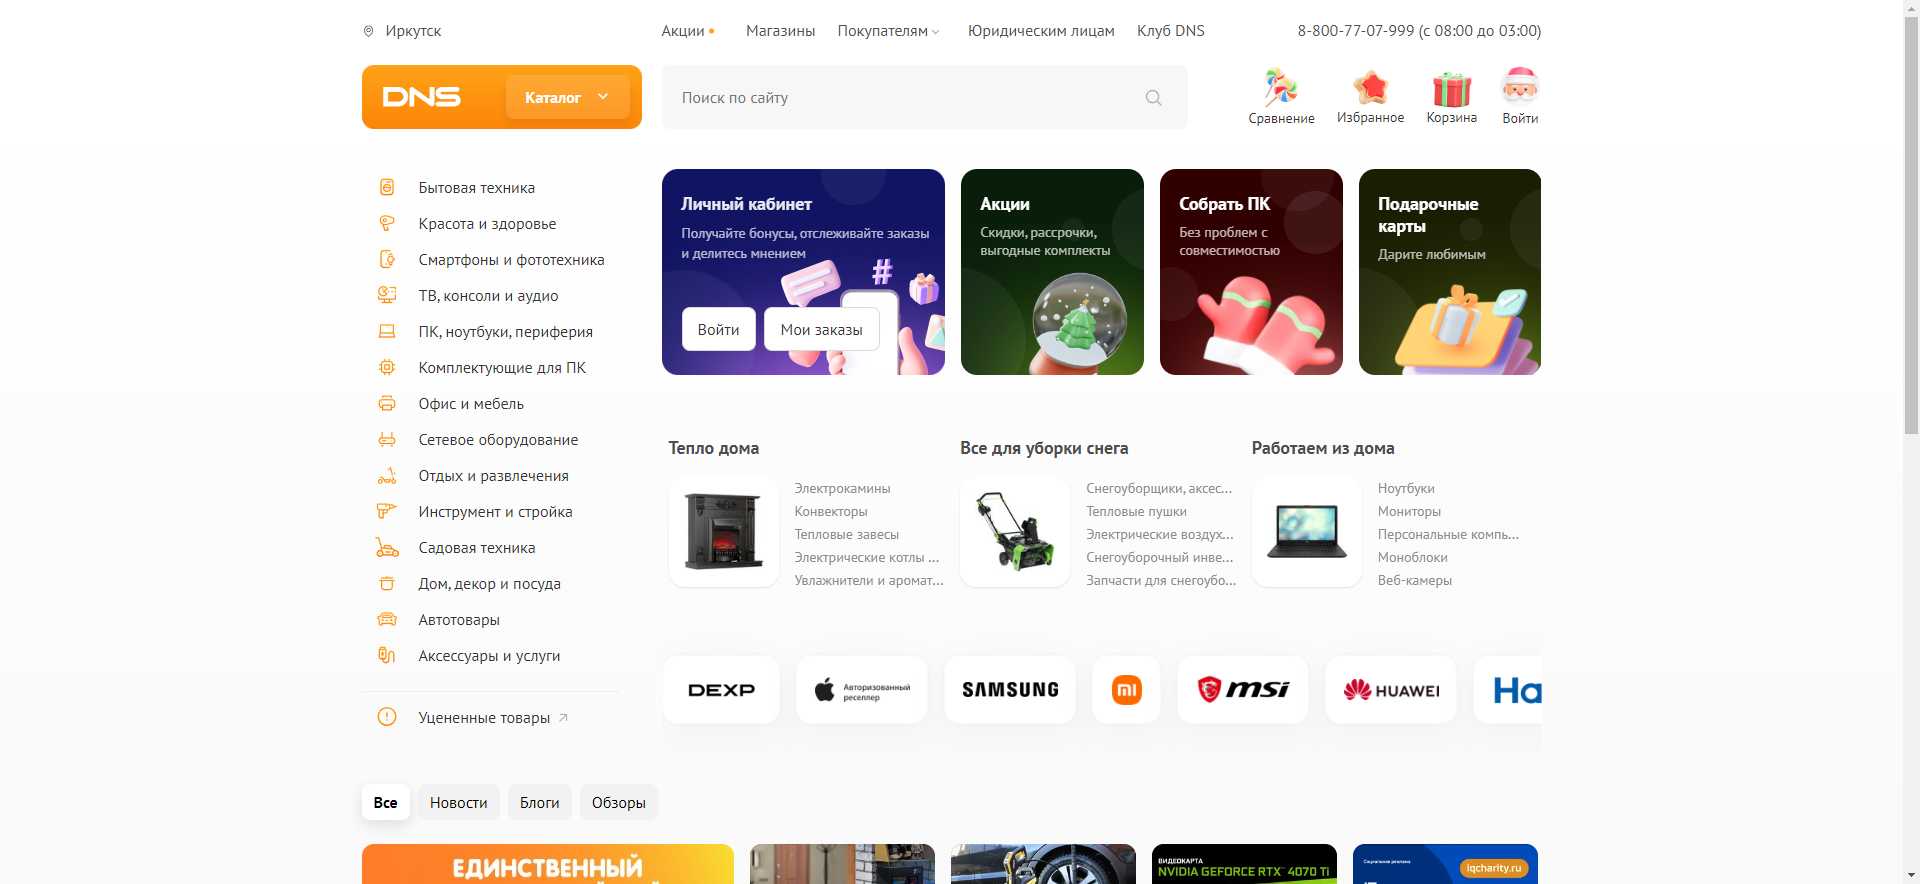 Иркутск
Акции
Магазины
Покупателям
Юридическим лицам
Клуб DNS
8-800-77-07-999 (с 08:00 до 03:00)
DNS
Каталог
Поиск по сайту
Сравнение
Избранное
Корзина
Войти
Бытовая техника
Красота и здоровье
Смартфоны и фототехника
ТВ, консоли и аудио
ПК, ноутбуки, периферия
Комплектующие для ПК
Офис и мебель
Сетевое оборудование
Отдых и развлечения
Инструмент и стройка
Садовая техника
Дом, декор и посуда
Автотовары
Аксессуары и услуги
Уцененные товары
Личный кабинет
Получайте бонусы, отслеживайте заказы
и делитесь мнением
Войти
Мои заказы
Акции
Скидки, рассрочки,
выгодные комплекты
Собрать ПК
Без проблем с
совместимостью
Подарочные
карты
Дарите любимым
Тепло дома
Электрокамины
Конвекторы
Тепловые завесы
Электрические котлы ...
Увлажнители и аромат...
Все для уборки снега
Снегоуборщики, аксес...
Тепловые пушки
Электрические воздух...
Снегоуборочный инве...
Запчасти для снегоубо...
Работаем из дома
Ноутбуки
Мониторы
Персональные компь...
Моноблоки
Веб-камеры
DEXP
Авторизованный
реселлер
SAMSUNG
mi
msi
HUAWEI
Ha
Все
Новости
Блоги
Обзоры
ЕДИНСТВЕННЫЙ
ВИДЕОКАРТА
NVIDIA GEFORCE RTX™ 4070 Ti
Социальная реклама
iqcharity.ru